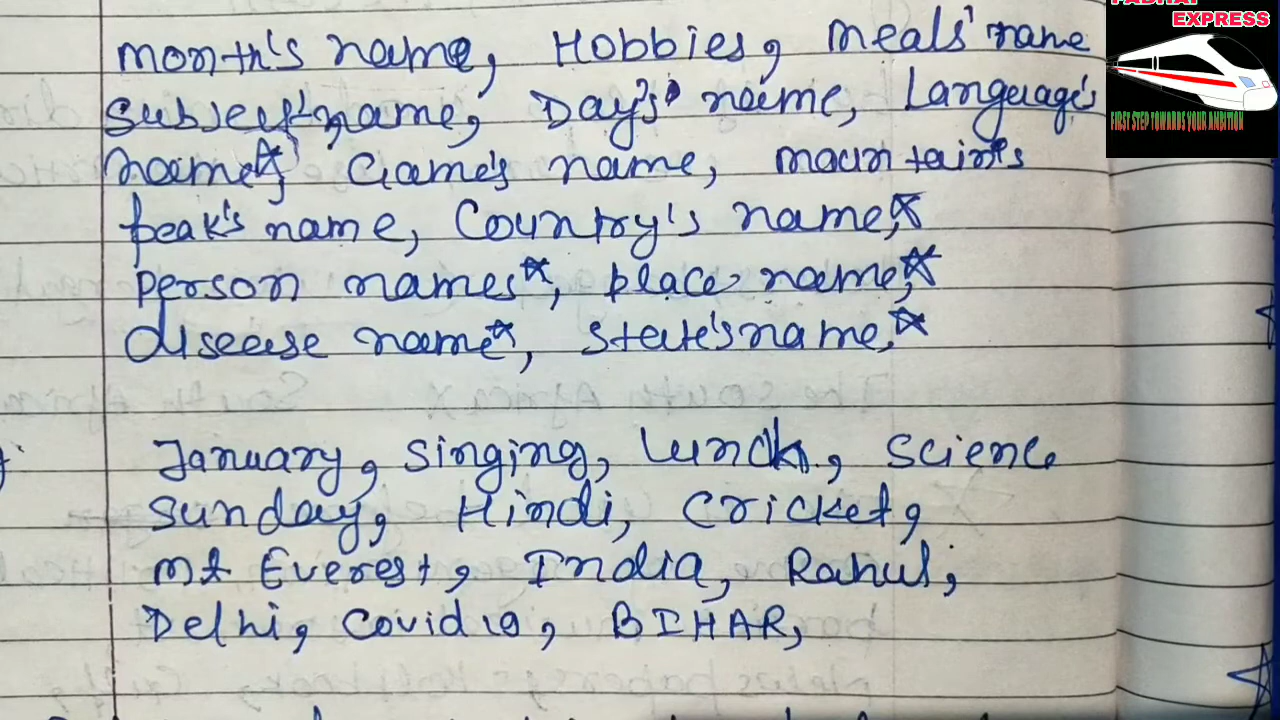 PADHAI
EXPRESS
FIRST STEP TOWARDS YOUR AMBITION
month's name, Hobbies, meals' name
Subject name, Day's name, Language's
name, Game's name, mountain's
peak's name, Country's name,
person names, place name,
disease name, State's name,
January, singing, lunch, Science
Sunday, Hindi, Cricket,
mt Everest, India, Rahul,
Delhi, Covid 19, BIHAR,